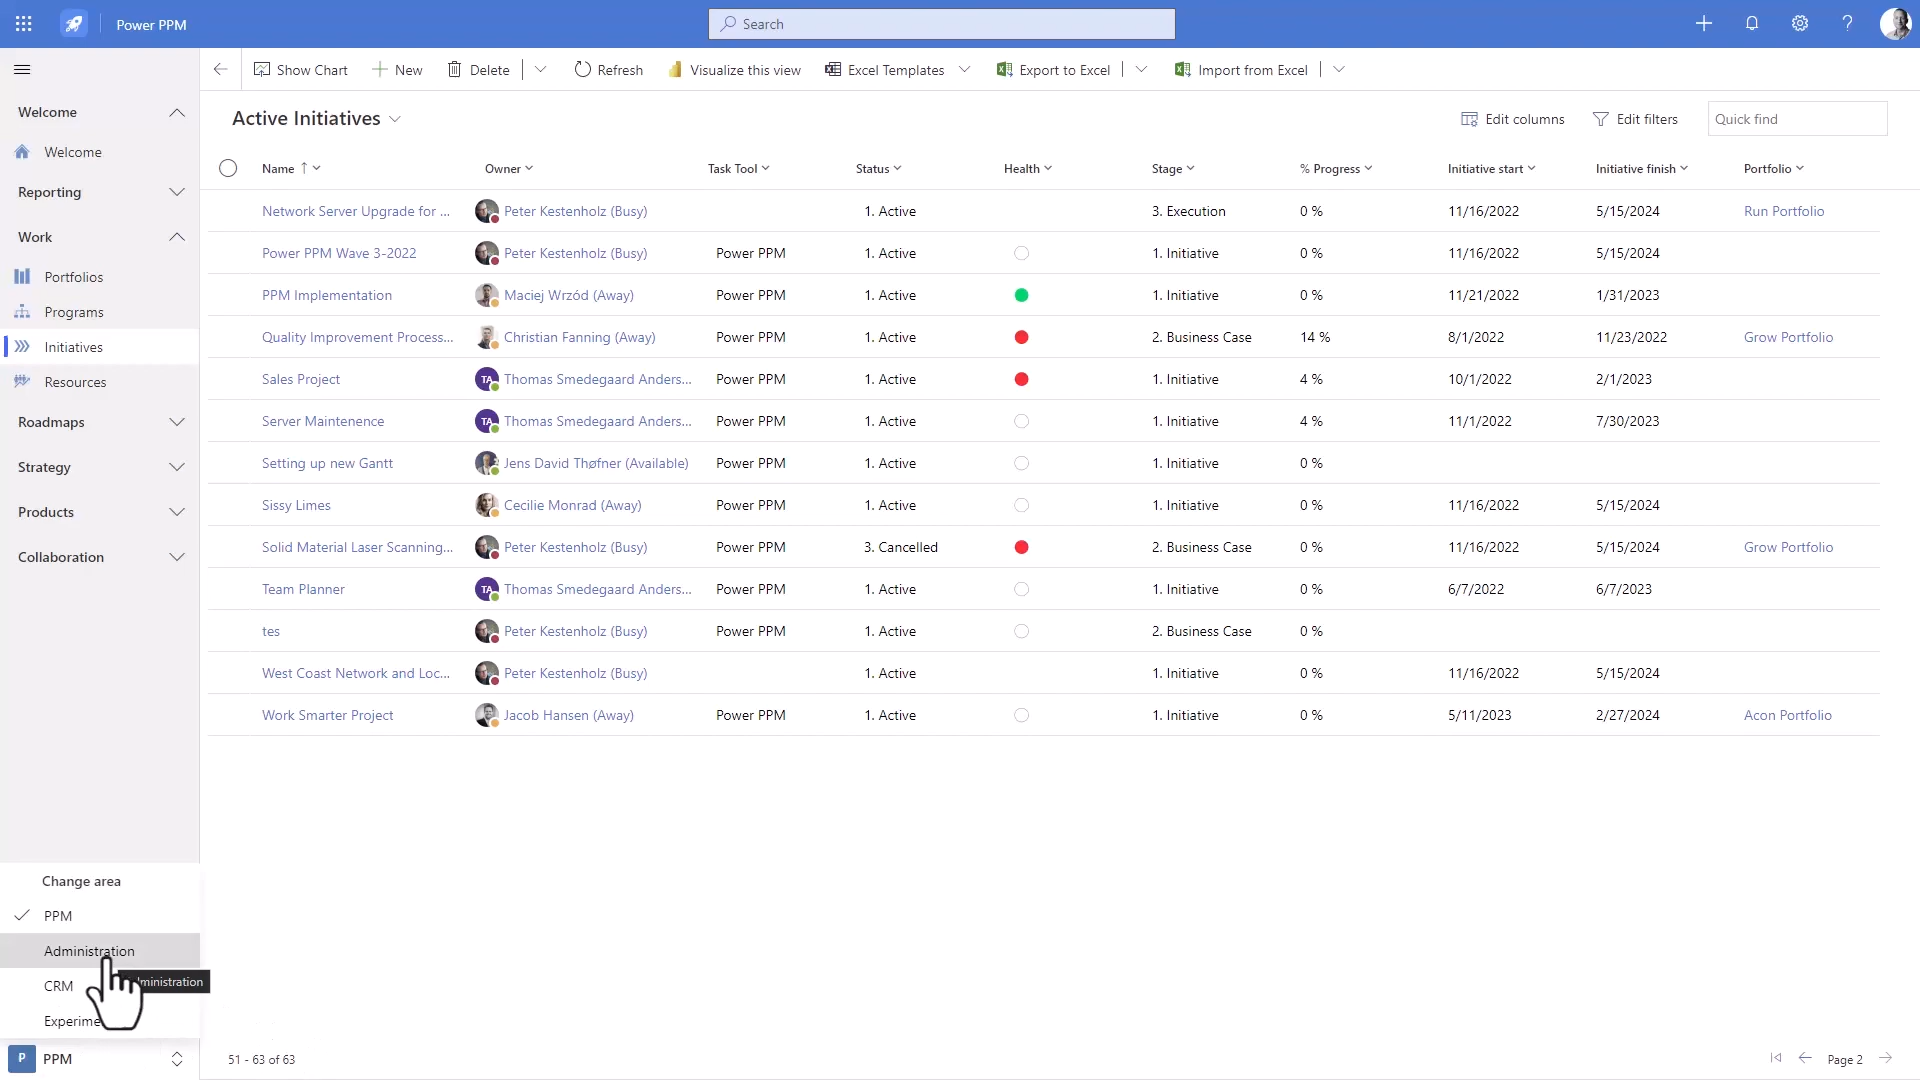 Power PPM
Search
Show Chart New Delete Refresh Visualize this view Excel Templates Export to Excel Import from Excel
Welcome
Welcome
Reporting
Work
Portfolios
Programs
Initiatives
Resources
Roadmaps
Strategy
Products
Collaboration
Active Initiatives
Edit columns Edit filters Quick find
Name Owner Task Tool Status Health Stage % Progress Initiative start Initiative finish Portfolio
Network Server Upgrade for ... Peter Kestenholz (Busy) 1. Active 3. Execution 0 % 11/16/2022 5/15/2024 Run Portfolio
Power PPM Wave 3-2022 Peter Kestenholz (Busy) Power PPM 1. Active 1. Initiative 0 % 11/16/2022 5/15/2024
PPM Implementation Maciej Wrzód (Away) Power PPM 1. Active 1. Initiative 0 % 11/21/2022 1/31/2023
Quality Improvement Process... Christian Fanning (Away) Power PPM 1. Active 2. Business Case 14 % 8/1/2022 11/23/2022 Grow Portfolio
Sales Project TA Thomas Smedegaard Anders... Power PPM 1. Active 1. Initiative 4 % 10/1/2022 2/1/2023
Server Maintenence TA Thomas Smedegaard Anders... Power PPM 1. Active 1. Initiative 4 % 11/1/2022 7/30/2023
Setting up new Gantt Jens David Thøfner (Available) Power PPM 1. Active 1. Initiative 0 %
Sissy Limes Cecilie Monrad (Away) Power PPM 1. Active 1. Initiative 0 % 11/16/2022 5/15/2024
Solid Material Laser Scanning... Peter Kestenholz (Busy) Power PPM 3. Cancelled 2. Business Case 0 % 11/16/2022 5/15/2024 Grow Portfolio
Team Planner TA Thomas Smedegaard Anders... Power PPM 1. Active 1. Initiative 0 % 6/7/2022 6/7/2023
tes Peter Kestenholz (Busy) Power PPM 1. Active 2. Business Case 0 %
West Coast Network and Loc... Peter Kestenholz (Busy) 1. Active 1. Initiative 0 % 11/16/2022 5/15/2024
Work Smarter Project Jacob Hansen (Away) Power PPM 1. Active 1. Initiative 0 % 5/11/2023 2/27/2024 Acon Portfolio
Change area
PPM
Administration
ministration
CRM
Experime
P PPM
51 - 63 of 63
Page 2